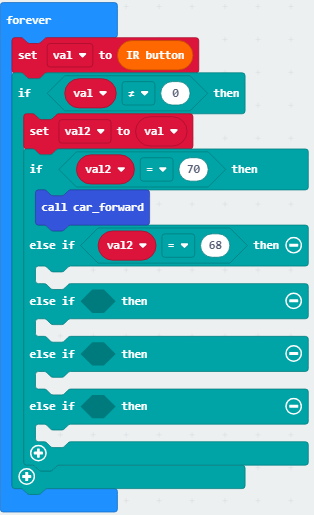 forever
set val to IR button
if val ≠ 0 then
set val2 to val
if val2 = 70 then
call car_forward
else if val2 = 68 then
else if then
else if then
else if then